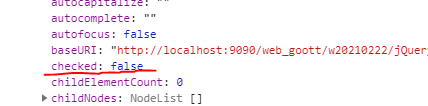 autocapitalize: ""
autocomplete: ""
autofocus: false
baseURI: "http://localhost:9090/web_goott/w20210222/jQuer
checked: false
childElementCount: 0
▶ childNodes: NodeList []